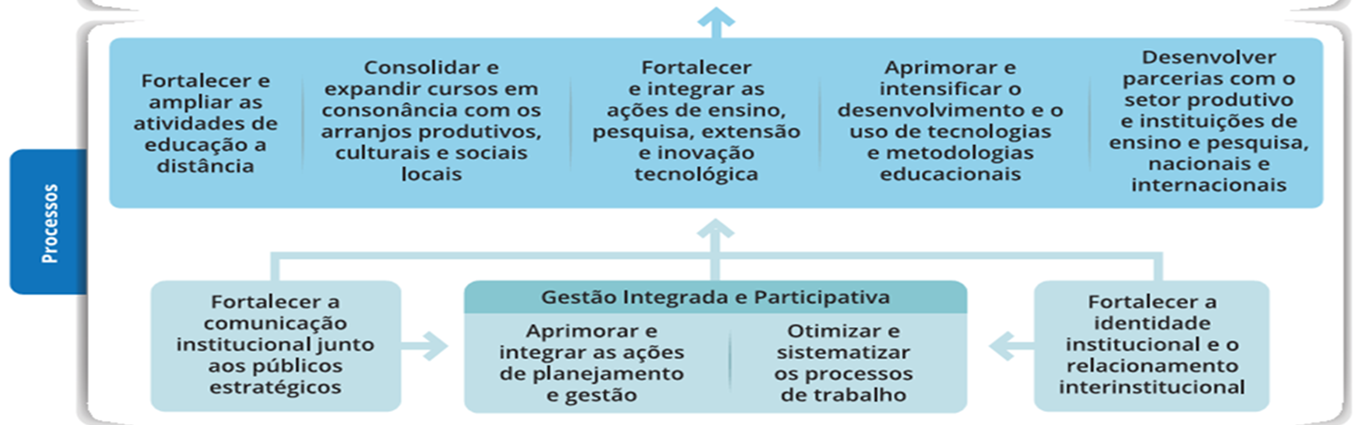 Fortalecer e
ampliar as
atividades de
educação a
distância
Consolidar e
expandir cursos em
consonância com os
arranjos produtivos,
culturais e sociais
locais
Fortalecer
e integrar as
ações de ensino,
pesquisa, extensão
e inovação
tecnológica
Aprimorar e
intensificar o
desenvolvimento e o
uso de tecnologias
e metodologias
educacionais
Desenvolver
parcerias com o
setor produtivo
e instituições de
ensino e pesquisa,
nacionais e
internacionais
Processos
Fortalecer a
comunicação
institucional junto
aos públicos
estratégicos
Gestão Integrada e Participativa
Aprimorar e
integrar as ações
de planejamento
e gestão
Otimizar e
sistematizar
os processos
de trabalho
Fortalecer a
identidade
institucional e o
relacionamento
interinstitucional